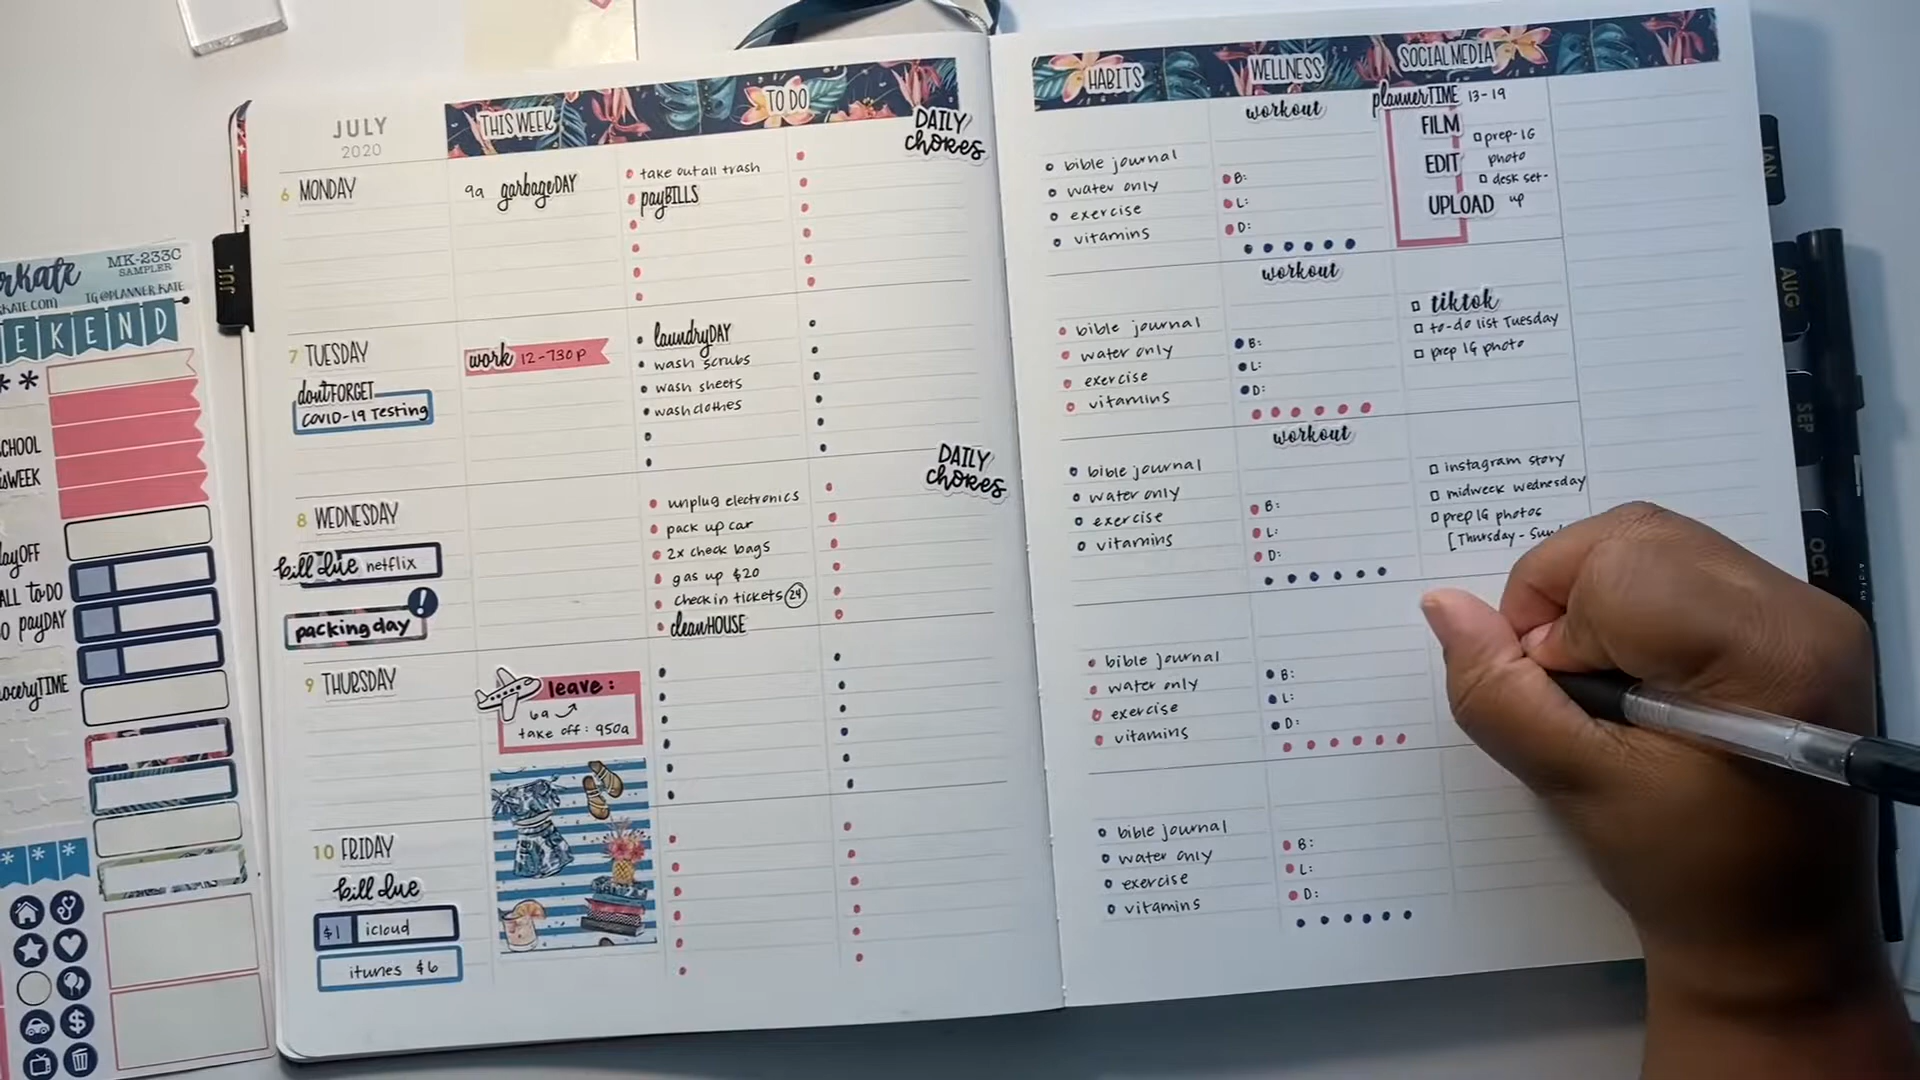 MK-233C
SAMPLER
IG@PLANNER.KATE
EKEND
payDAY
JUL
JULY
2020
THIS WEEK
TO DO
DAILY
chores
6 MONDAY
9a garbageDAY
take out all trash
payBILLS
7 TUESDAY
don't FORGET
COVID-19 Testing
work 12-730p
laundryDAY
wash scrubs
wash sheets
wash clothes
DAILY
chores
8 WEDNESDAY
bill due netflix
!
packing day
unplug electronics
pack up car
2x check bags
gas up $20
check in tickets 24
cleanHOUSE
9 THURSDAY
leave:
6a
take off: 950a
10 FRIDAY
bill due
$1 icloud
itunes $6
HABITS
WELLNESS
SOCIAL MEDIA
workout
plannerTIME 13-19
FILM
EDIT
UPLOAD
prep-IG
photo
desk set-
up
bible journal
water only
exercise
vitamins
B:
L:
D:
workout
bible journal
water only
exercise
vitamins
B:
L:
D:
tiktok
to-do list Tuesday
prep IG photo
workout
bible journal
water only
exercise
vitamins
B:
L:
D:
instagram story
midweek wednesday
prep IG photos
[Thursday -
bible journal
water only
exercise
vitamins
B:
L:
D:
bible journal
water only
exercise
vitamins
B:
L:
D:
JAN
AUG
SEP
OCT